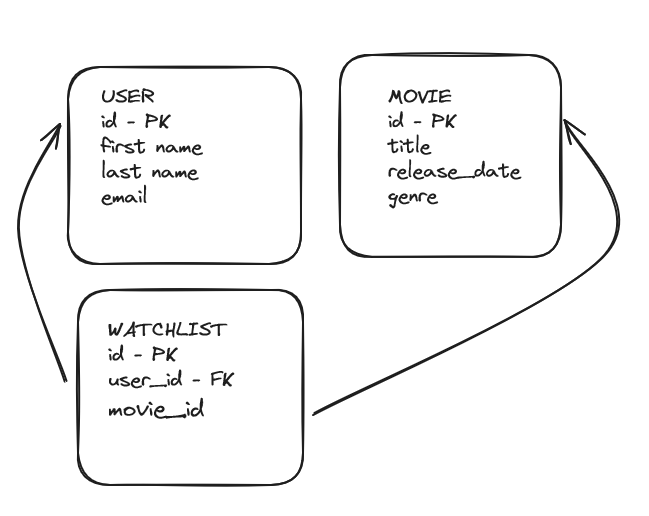 USER
id - PK
first name
last name
email
MOVIE
id - PK
title
release_date
genre
WATCHLIST
id - PK
user_id - FK
movie_id